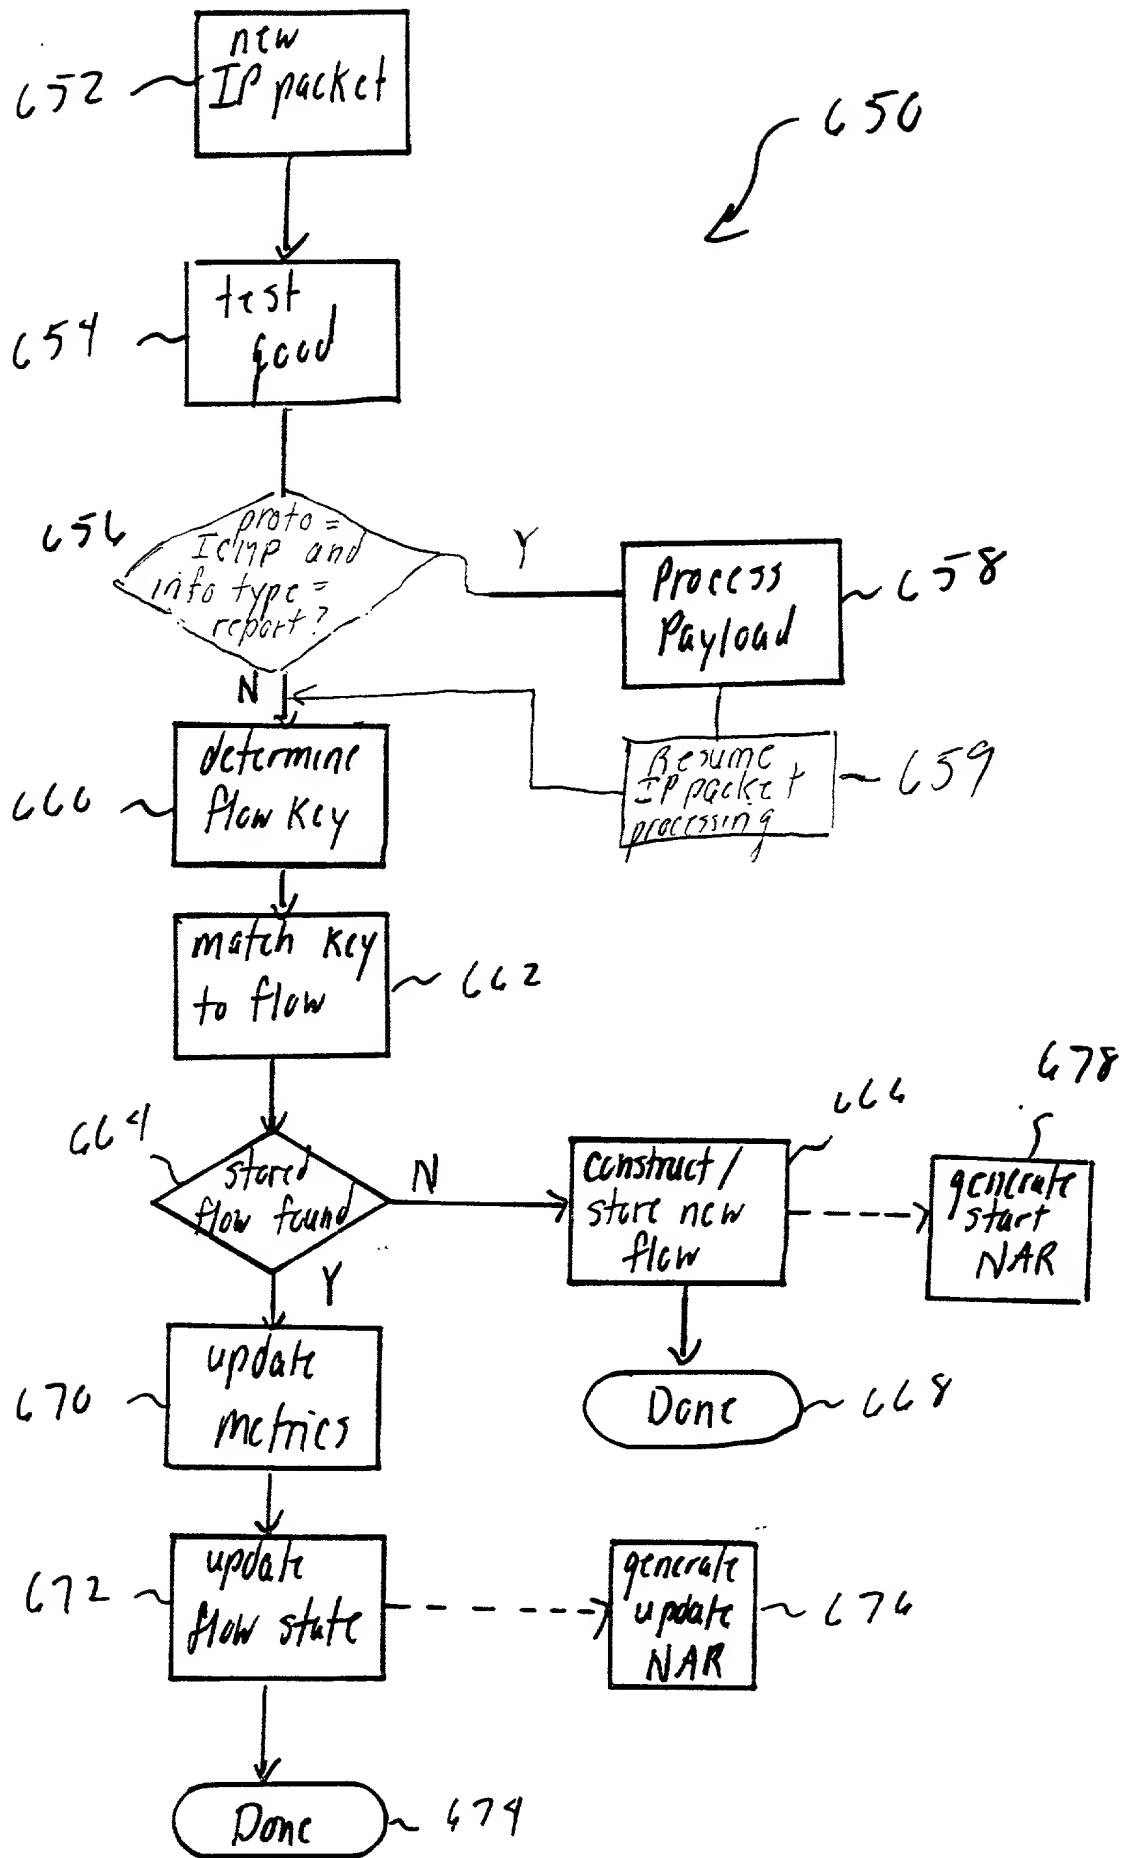 new
IP packet
652
650
test
good
654
656
proto =
ICMP and
info type =
report?
Y
Process
Payload
658
N
Resume
IP packet
processing
659
determine
flow key
660
match key
to flow
662
664
stored
flow found
N
construct/
store new
flow
666
678
generate
start
NAR
Y
Done
668
update
metrics
670
update
flow state
672
generate
update
NAR
676
Done
674